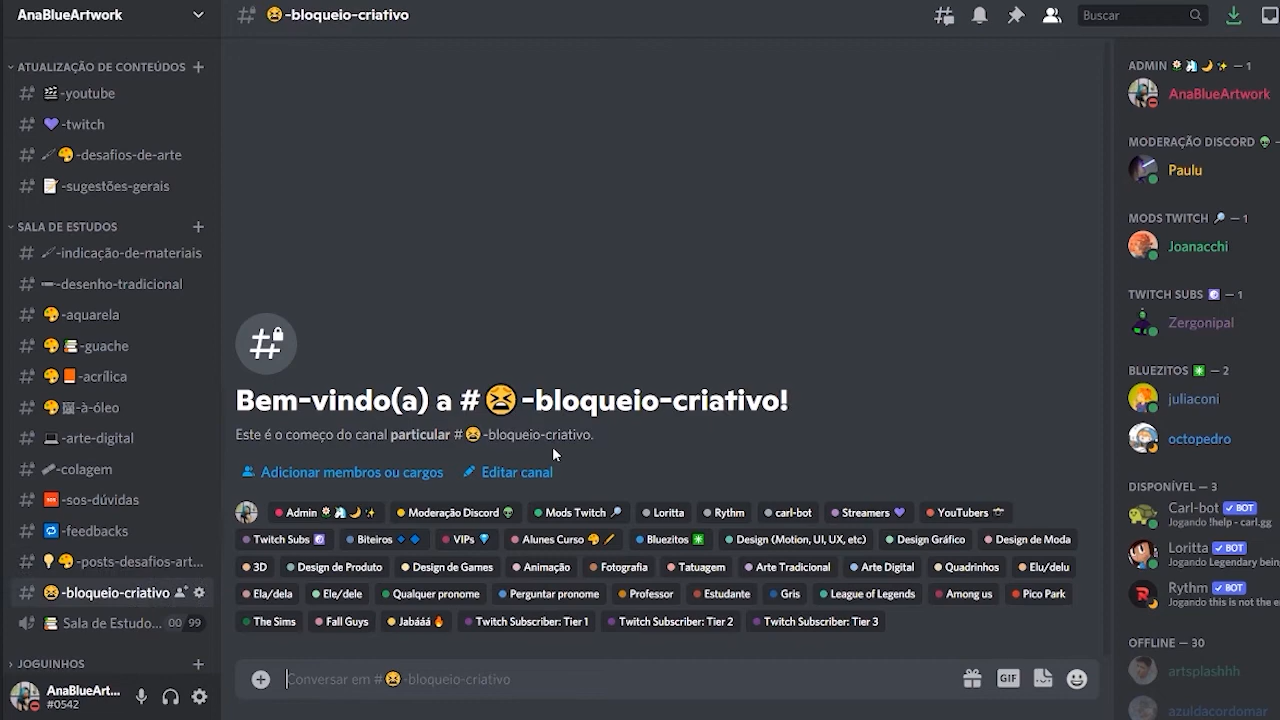 AnaBlueArtwork
ATUALIZAÇÃO DE CONTEÚDOS
🎬-youtube
💜-twitch
🖌🎨-desafios-de-arte
📝-sugestões-gerais
SALA DE ESTUDOS
🖌-indicação-de-materiais
-desenho-tradicional
🎨-aquarela
🎨📚-guache
🎨📙-acrílica
🎨🖼-à-óleo
💻-arte-digital
-colagem
🆘-sos-dúvidas
🔁-feedbacks
💡🎨-posts-desafios-art...
😫-bloqueio-criativo
📚 Sala de Estudo... 00 99
JOGUINHOS
AnaBlueArt...
#0542
😫-bloqueio-criativo
Buscar
Bem-vindo(a) a #😫-bloqueio-criativo!
Este é o começo do canal particular #😫-bloqueio-criativo.
Adicionar membros ou cargos Editar canal
Admin 🌼🦄🌙✨ Moderação Discord 👽 Mods Twitch 🔎 Loritta Rythm carl-bot Streamers 💜 YouTubers
Twitch Subs Biteiros 🔹🔹 VIPs 💎 Alunes Curso 🎨🖌 Bluezitos ✳️ Design (Motion, UI, UX, etc) Design Gráfico Design de Moda
3D Design de Produto Design de Games Animação Fotografia Tatuagem Arte Tradicional Arte Digital Quadrinhos Elu/delu
Ela/dela Ele/dele Qualquer pronome Perguntar pronome Professor Estudante Gris League of Legends Among us Pico Park
The Sims Fall Guys Jabááá 🔥 Twitch Subscriber: Tier 1 Twitch Subscriber: Tier 2 Twitch Subscriber: Tier 3
Conversar em #😫-bloqueio-criativo
GIF
ADMIN 🌼🦄🌙✨ — 1
AnaBlueArtwork
MODERAÇÃO DISCORD 👽 -
Paulu
MODS TWITCH 🔎 — 1
Joanacchi
TWITCH SUBS — 1
Zergonipal
BLUEZITOS ✳️ — 2
juliaconi
octopedro
DISPONÍVEL — 3
Carl-bot ✓ BOT
Jogando !help - carl.gg
Loritta ✓ BOT
Jogando Legendary bein
Rythm ✓ BOT
Jogando this is not the e
OFFLINE — 30
artsplashhh
azuldacordomar